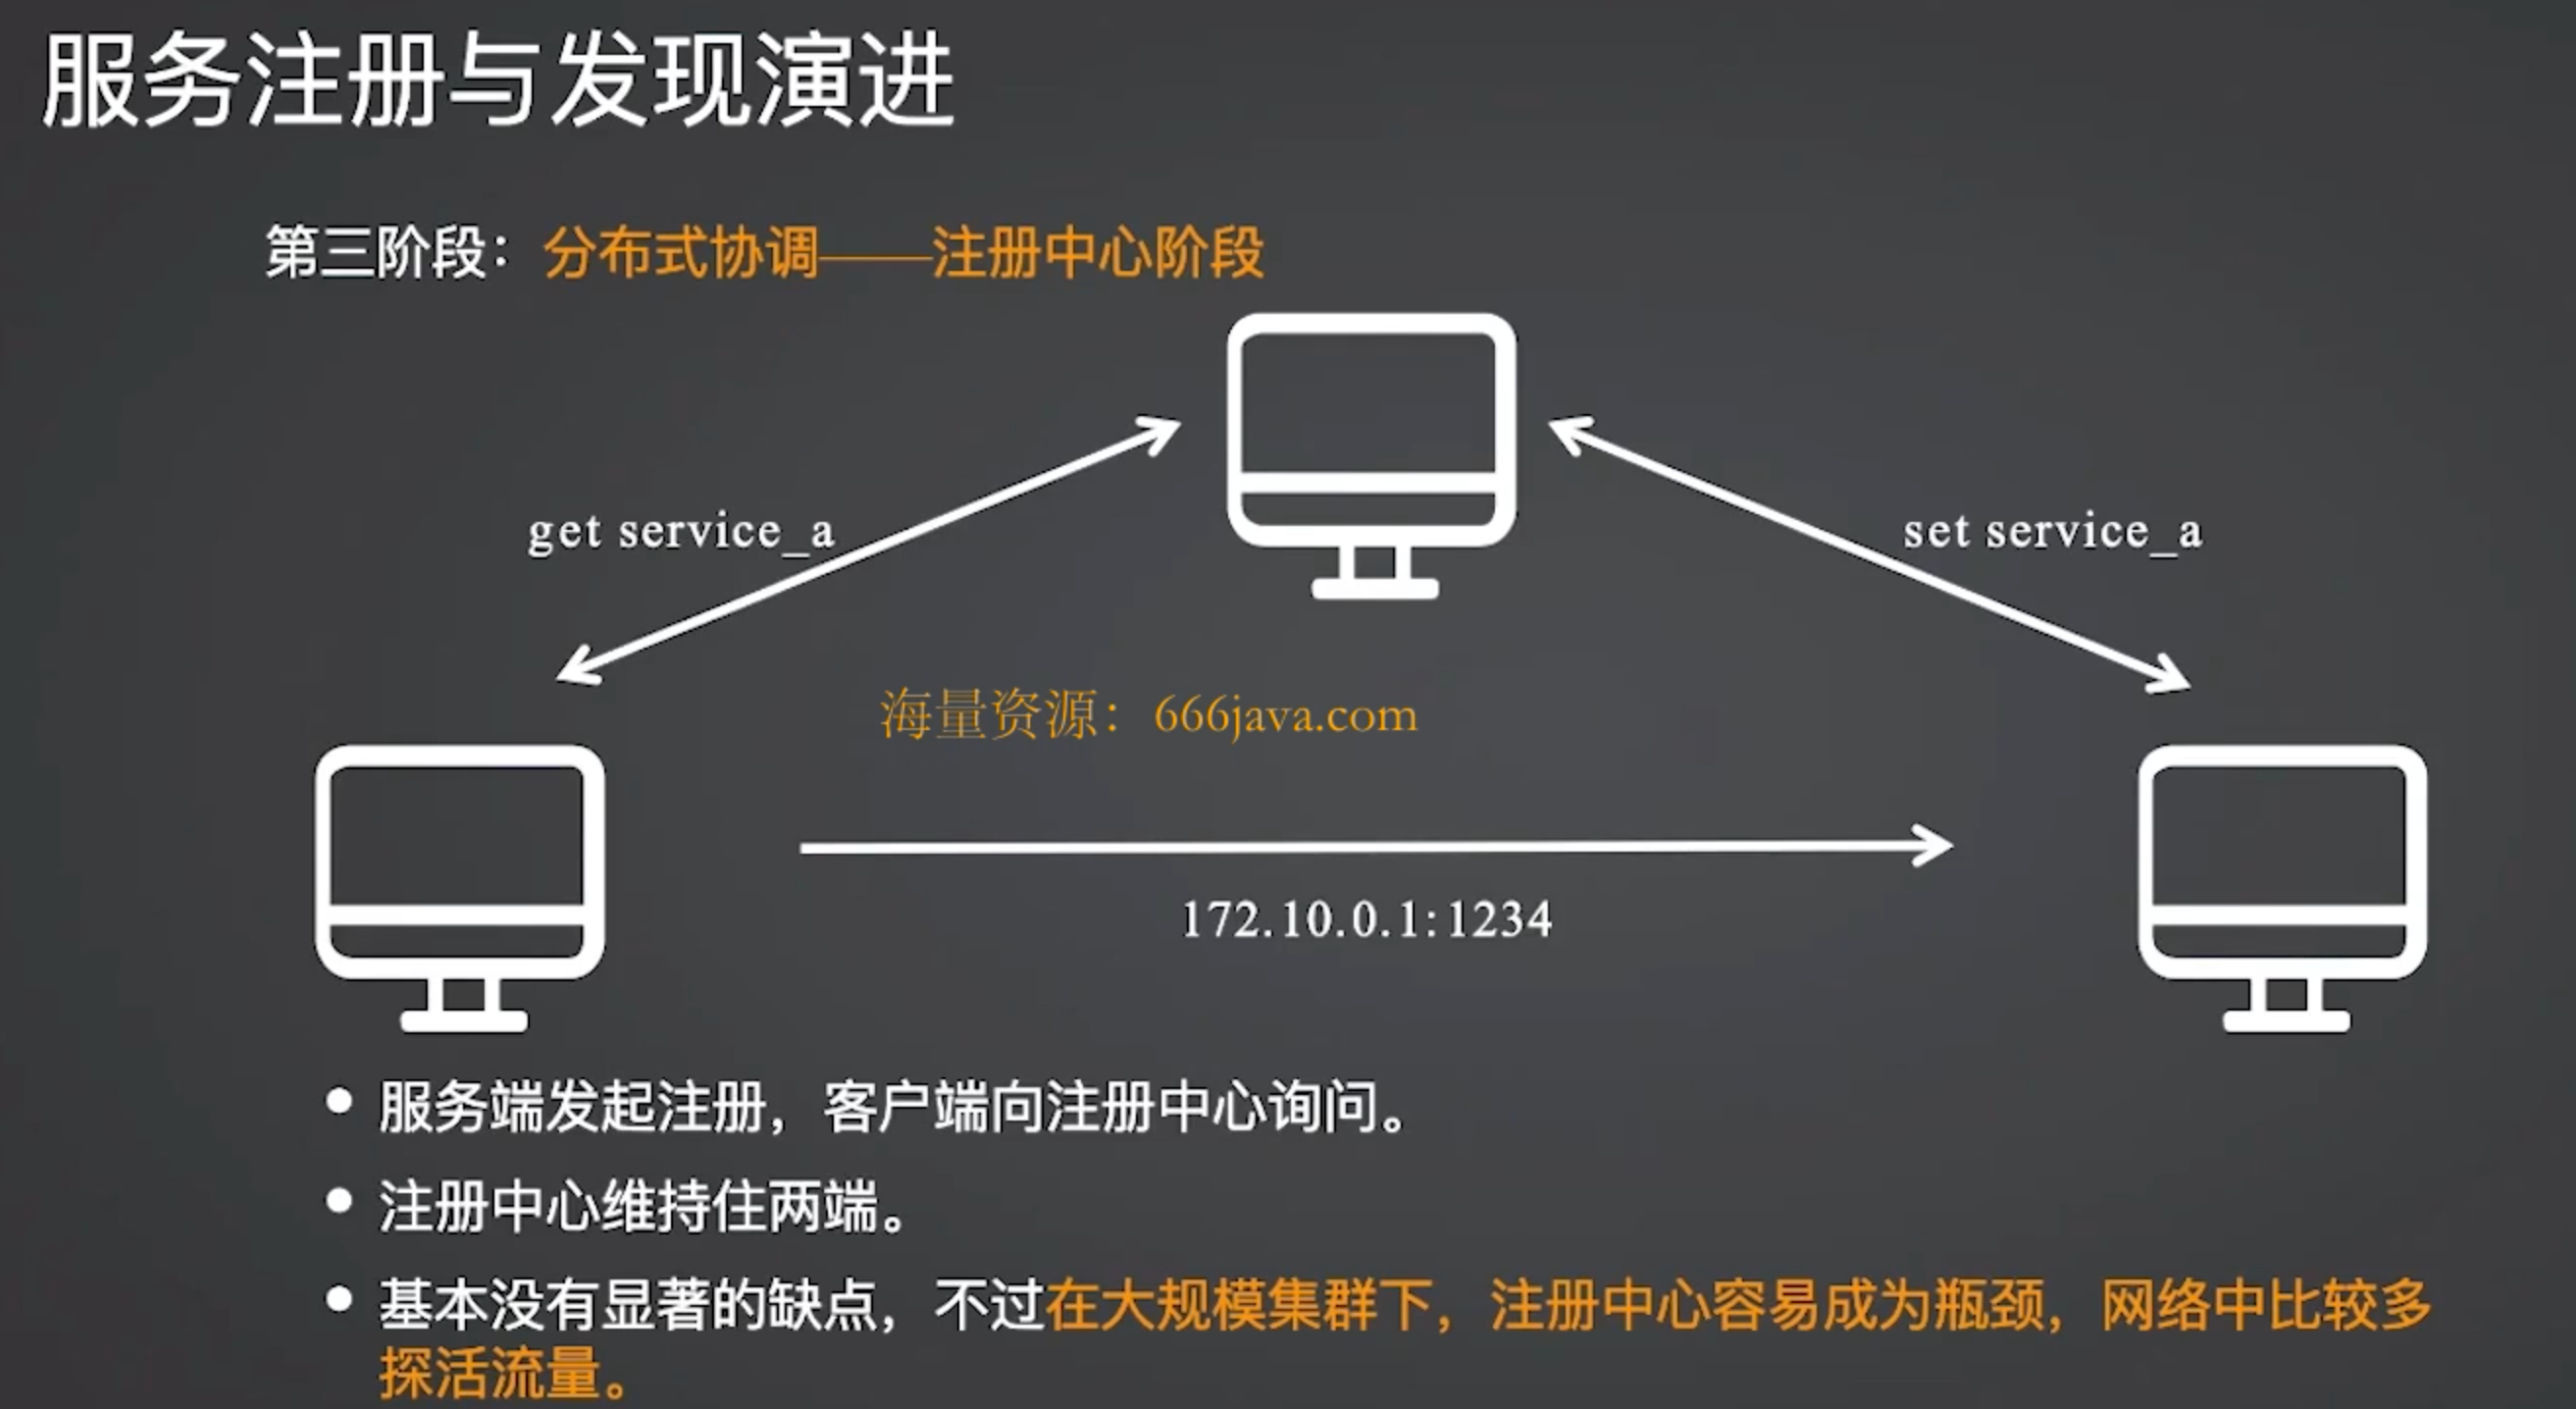 服务注册与发现演进
第三阶段：分布式协调——注册中心阶段
get service_a
set service_a
海量资源：666java.com
172.10.0.1:1234
服务端发起注册，客户端向注册中心询问。
注册中心维持住两端。
基本没有显著的缺点，不过在大规模集群下，注册中心容易成为瓶颈，网络中比较多
探活流量。